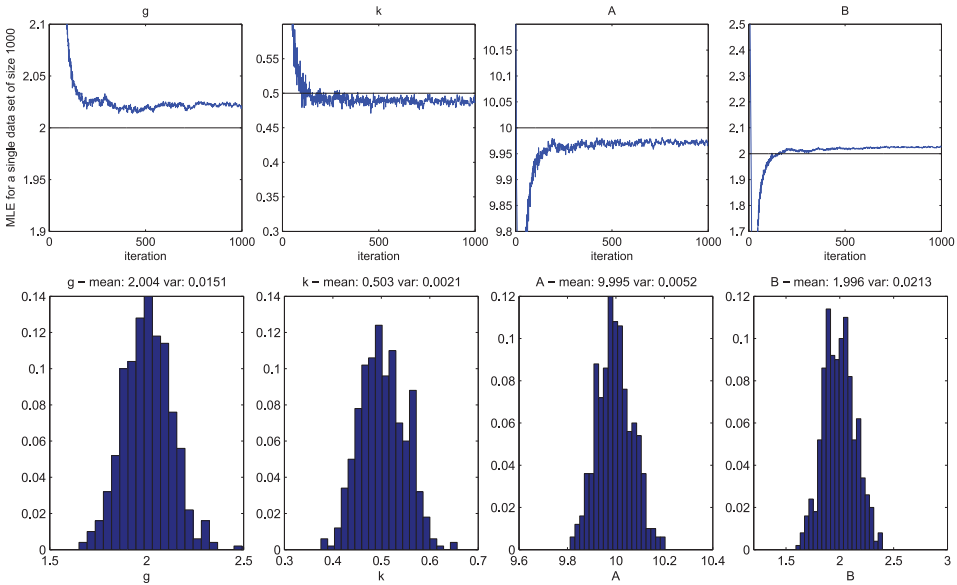 g k A B
MLE for a single data set of size 1000
2.1 2.05 2 1.95 1.9
0 500 1000
iteration
0.55 0.5 0.45 0.4 0.35 0.3
0 500 1000
iteration
10.15 10.1 10.05 10 9.95 9.9 9.85 9.8
0 500 1000
iteration
2.5 2.4 2.3 2.2 2.1 2 1.9 1.8 1.7
0 500 1000
iteration
g – mean: 2.004 var: 0.0151
0.14 0.12 0.1 0.08 0.06 0.04 0.02 0
1.5 2 2.5
g
k – mean: 0.503 var: 0.0021
0.14 0.12 0.1 0.08 0.06 0.04 0.02 0
0.3 0.4 0.5 0.6 0.7
k
A – mean: 9.995 var: 0.0052
0.12 0.1 0.08 0.06 0.04 0.02 0
9.6 9.8 10 10.2 10.4
A
B – mean: 1.996 var: 0.0213
0.12 0.1 0.08 0.06 0.04 0.02 0
1.5 2 2.5 3
B